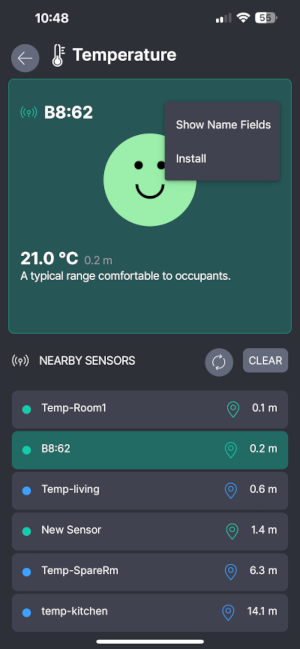 10:48
55
Temperature
B8:62
Show Name Fields
Install
21.0 °C 0.2 m
A typical range comfortable to occupants.
NEARBY SENSORS
CLEAR
Temp-Room1 0.1 m
B8:62 0.2 m
Temp-living 0.6 m
New Sensor 1.4 m
Temp-SpareRm 6.3 m
temp-kitchen 14.1 m